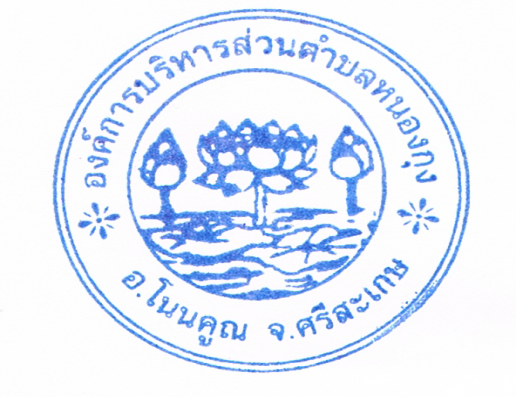 องค์การบริหารส่วนตำบลหนองกุง
อ.โนนคูณ จ.ศรีสะเกษ